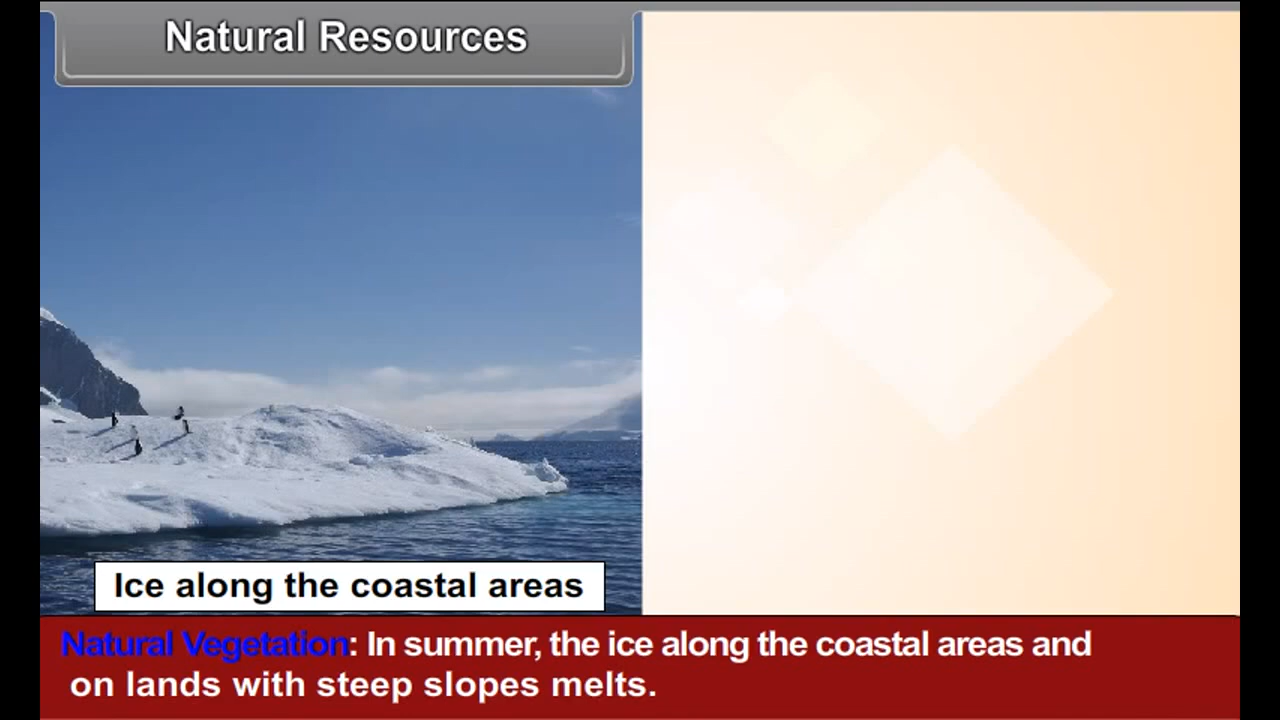 Natural Resources
Ice along the coastal areas
Natural Vegetation: In summer, the ice along the coastal areas and
on lands with steep slopes melts.